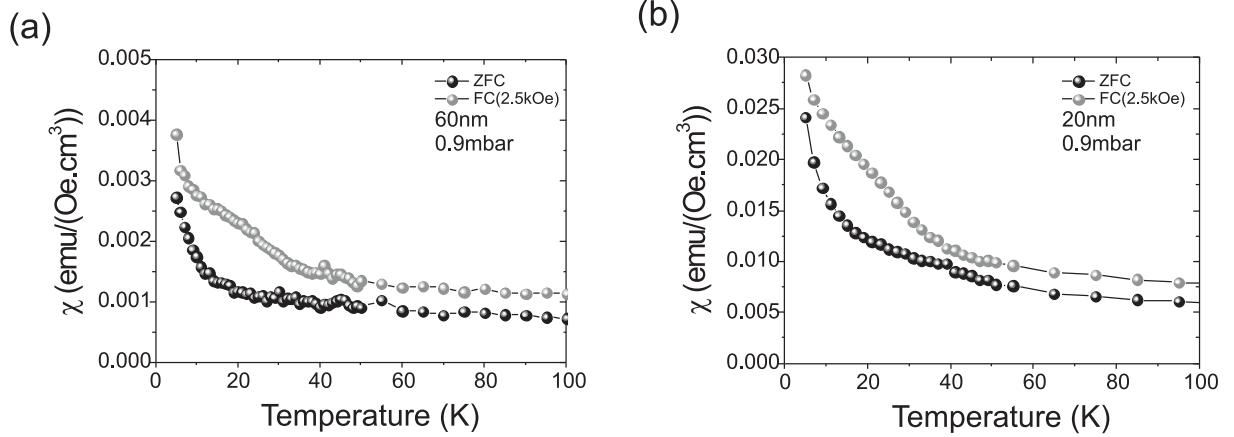 (a)
0.005
0.004
0.003
0.002
0.001
0.000
χ (emu/(Oe.cm³)
0 20 40 60 80 100
Temperature (K)
ZFC
FC(2.5kOe)
60nm
0.9mbar
(b)
0.030
0.025
0.020
0.015
0.010
0.005
0.000
χ (emu/(Oe.cm³)
0 20 40 60 80 100
Temperature (K)
ZFC
FC(2.5kOe)
20nm
0.9mbar